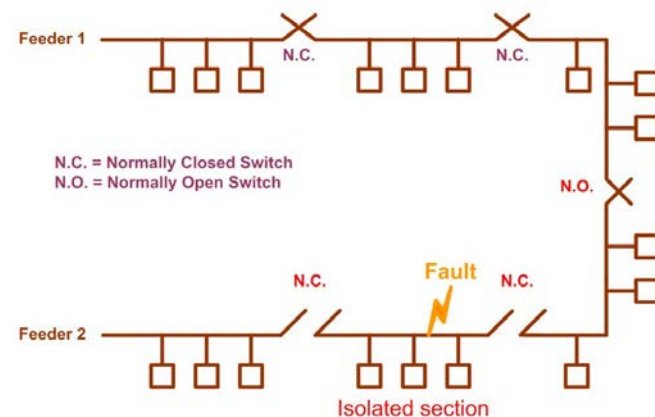 Feeder 1
N.C.
N.C.
N.C. = Normally Closed Switch
N.O. = Normally Open Switch
N.O.
Fault
N.C.
N.C.
Feeder 2
Isolated section